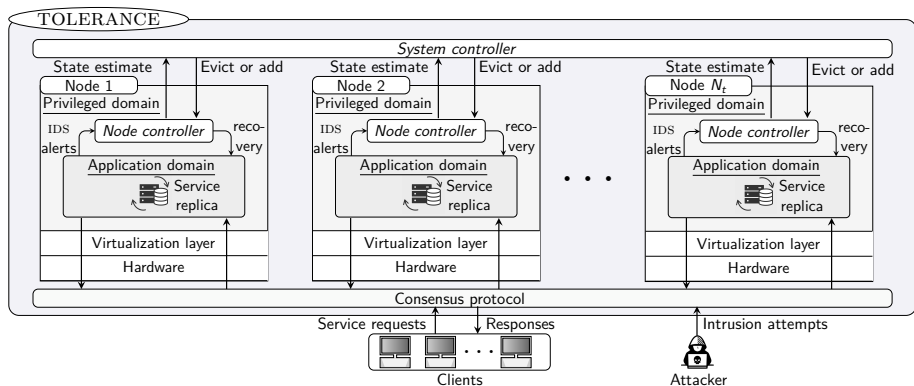 TOLERANCE
System controller
State estimate
Evict or add
Node 1
Privileged domain
IDS
alerts
Node controller
reco-
very
Application domain
Service
replica
Virtualization layer
Hardware
State estimate
Evict or add
Node 2
Privileged domain
IDS
alerts
Node controller
reco-
very
Application domain
Service
replica
Virtualization layer
Hardware
. . .
State estimate
Evict or add
Node Nt
Privileged domain
IDS
alerts
Node controller
reco-
very
Application domain
Service
replica
Virtualization layer
Hardware
Consensus protocol
Service requests
Responses
Intrusion attempts
. . .
Clients
Attacker